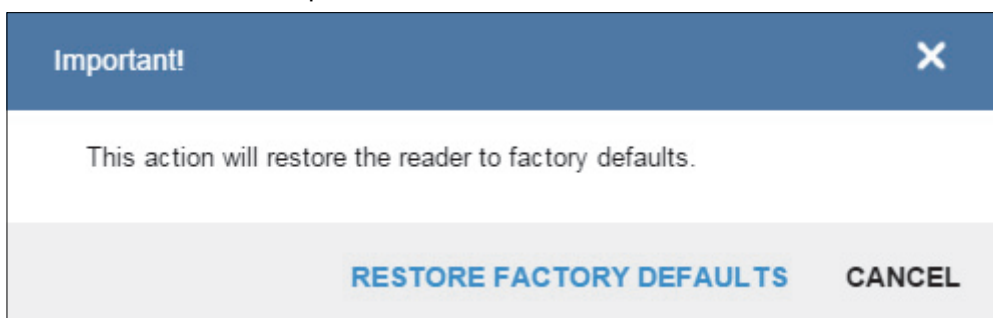 Important!
This action will restore the reader to factory defaults.
RESTORE FACTORY DEFAULTS CANCEL